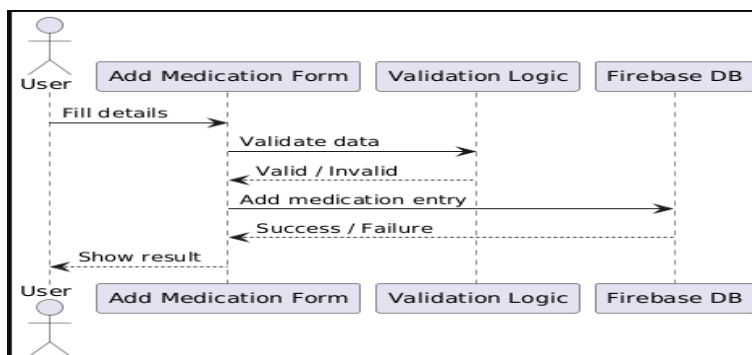 User
Add Medication Form
Validation Logic
Firebase DB
Fill details
Validate data
Valid / Invalid
Add medication entry
Success / Failure
Show result
User
Add Medication Form
Validation Logic
Firebase DB